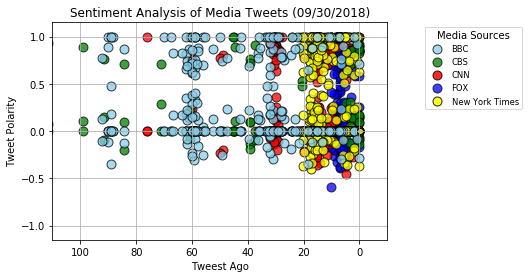 Sentiment Analysis of Media Tweets (09/30/2018)
Media Sources
BBC
CBS
CNN
FOX
New York Times
1.0
0.5
0.0
−0.5
−1.0
Tweet Polarity
100 80 60 40 20 0
Tweest Ago